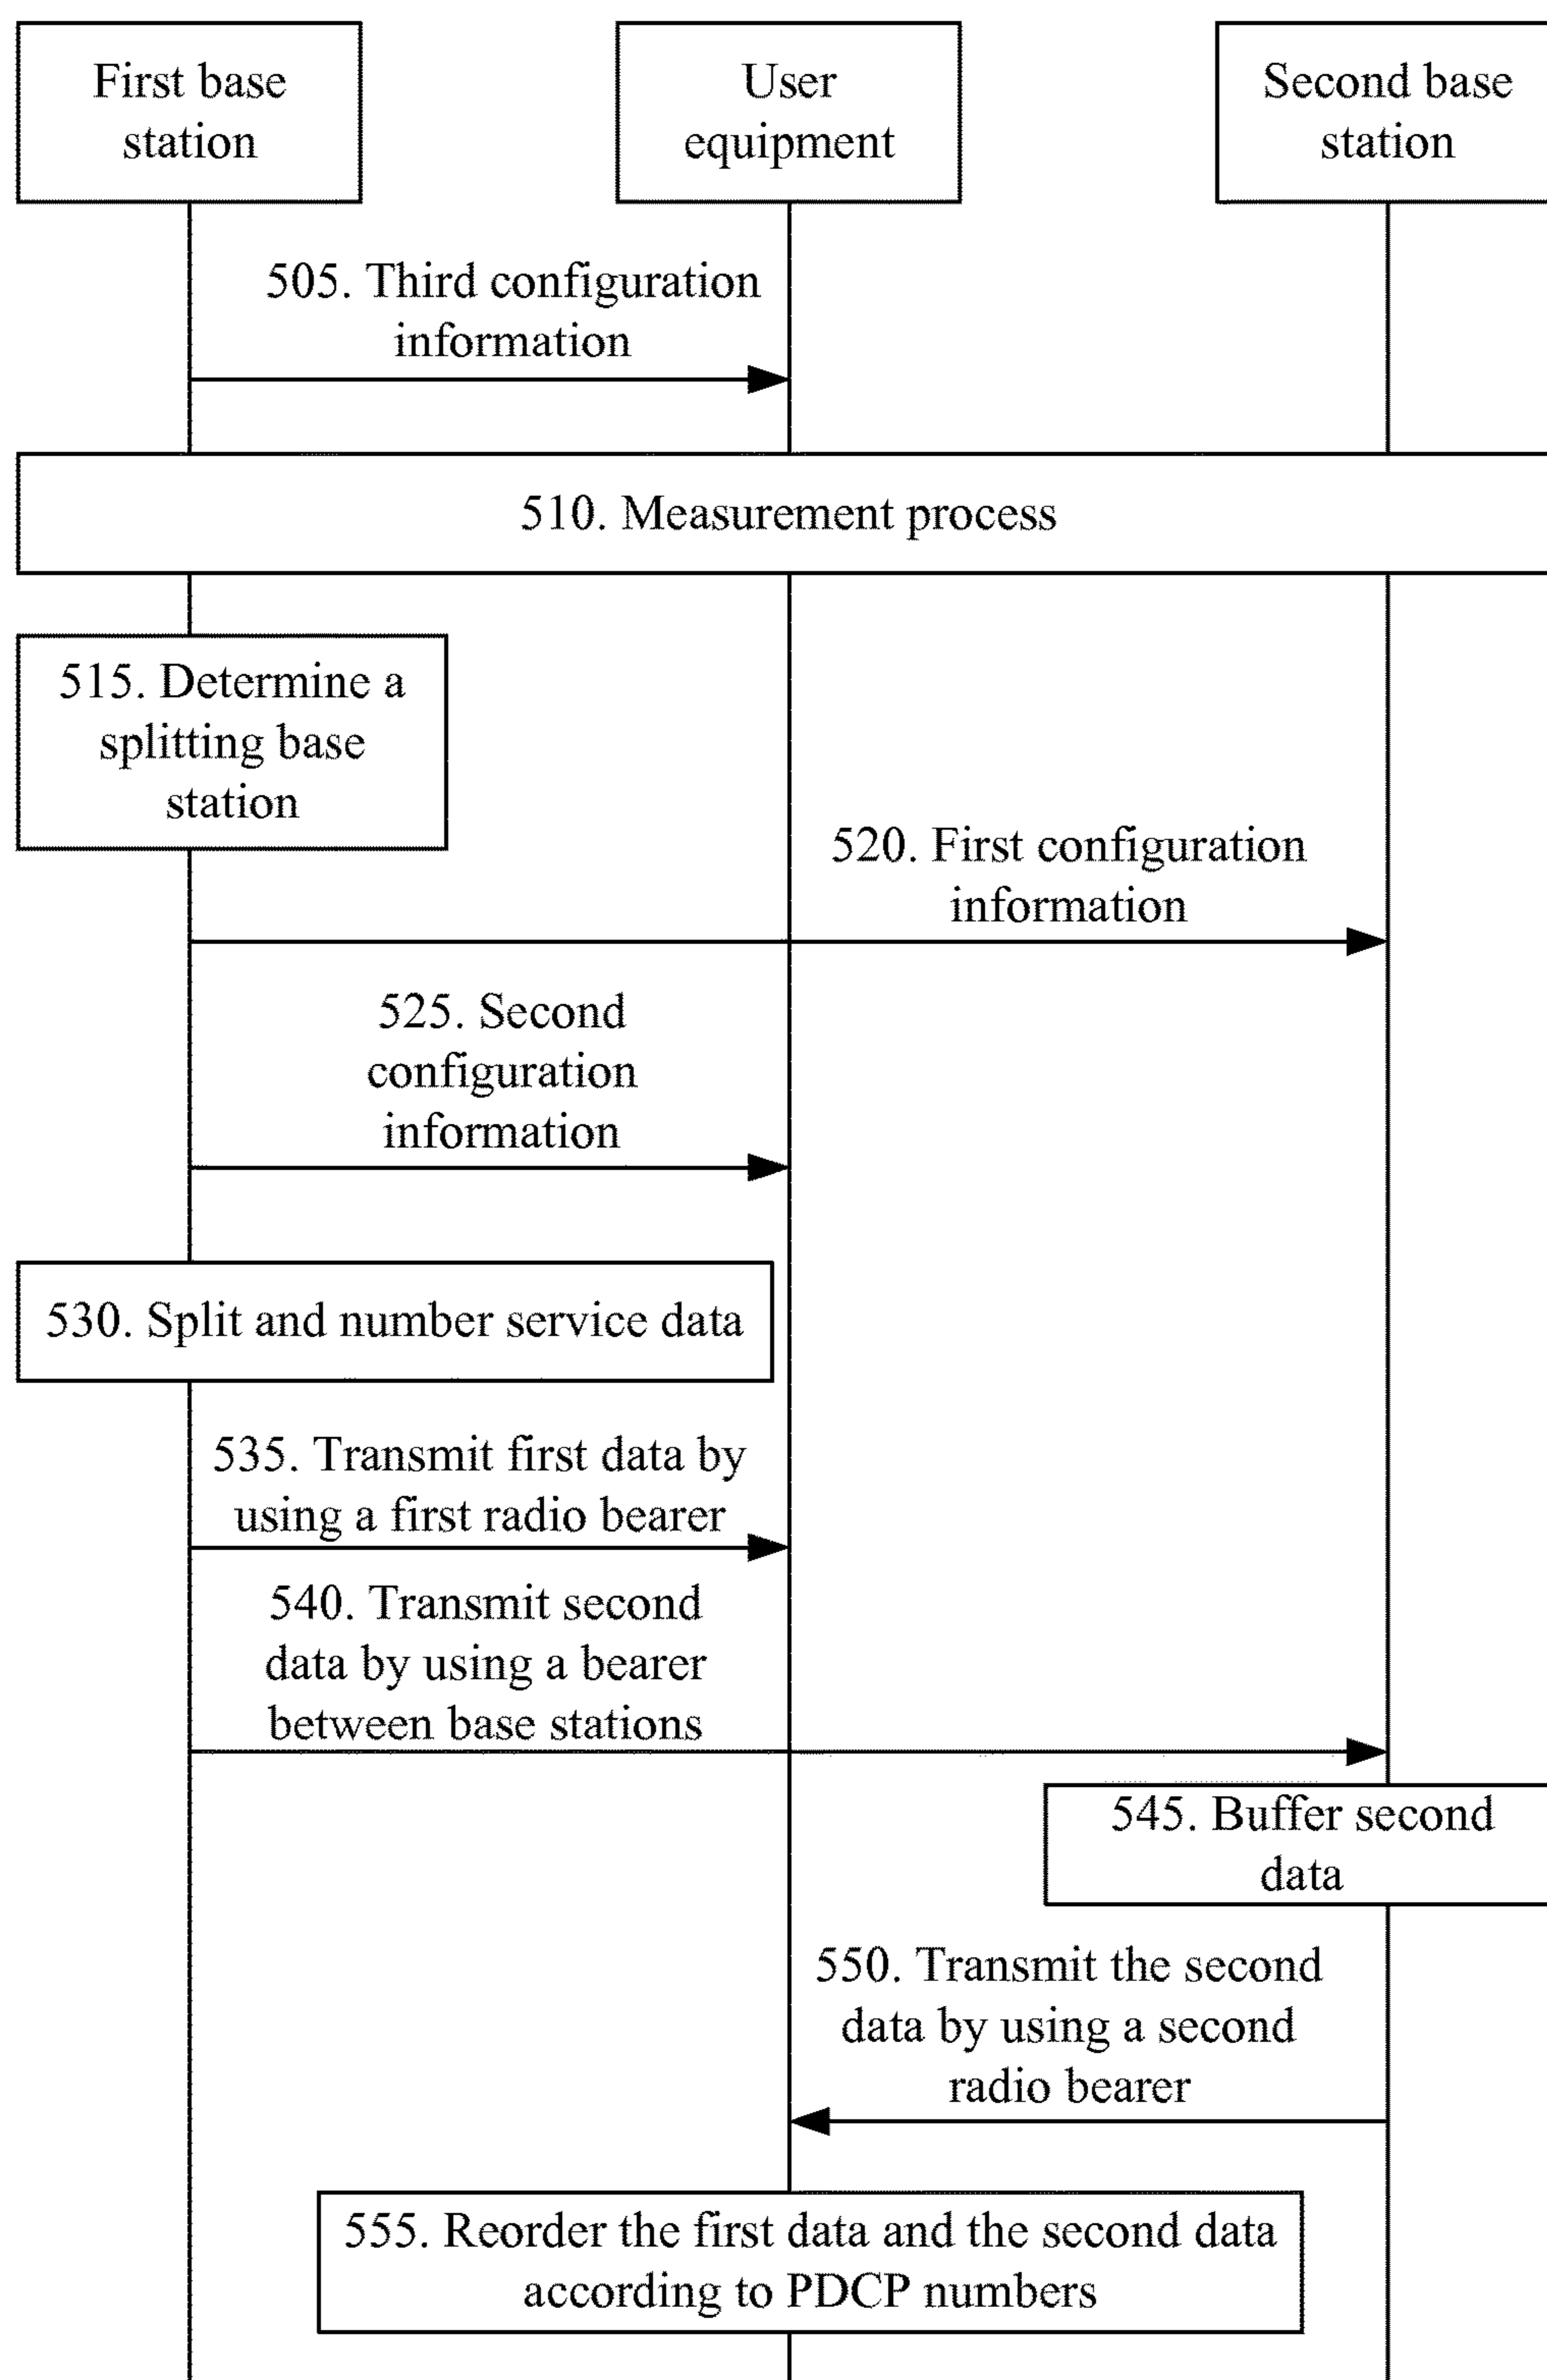 First base
station
User
equipment
Second base
station
505. Third configuration
information
510. Measurement process
515. Determine a
splitting base
station
520. First configuration
information
525. Second
configuration
information
530. Split and number service data
535. Transmit first data by
using a first radio bearer
540. Transmit second
data by using a bearer
between base stations
545. Buffer second
data
550. Transmit the second
data by using a second
radio bearer
555. Reorder the first data and the second data
according to PDCP numbers